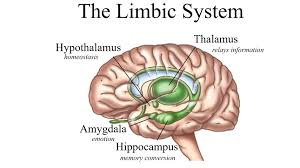 The Limbic System
Thalamus
relays information
Hypothalamus
homeostasis
Amygdala
emotion
Hippocampus
memory conversion